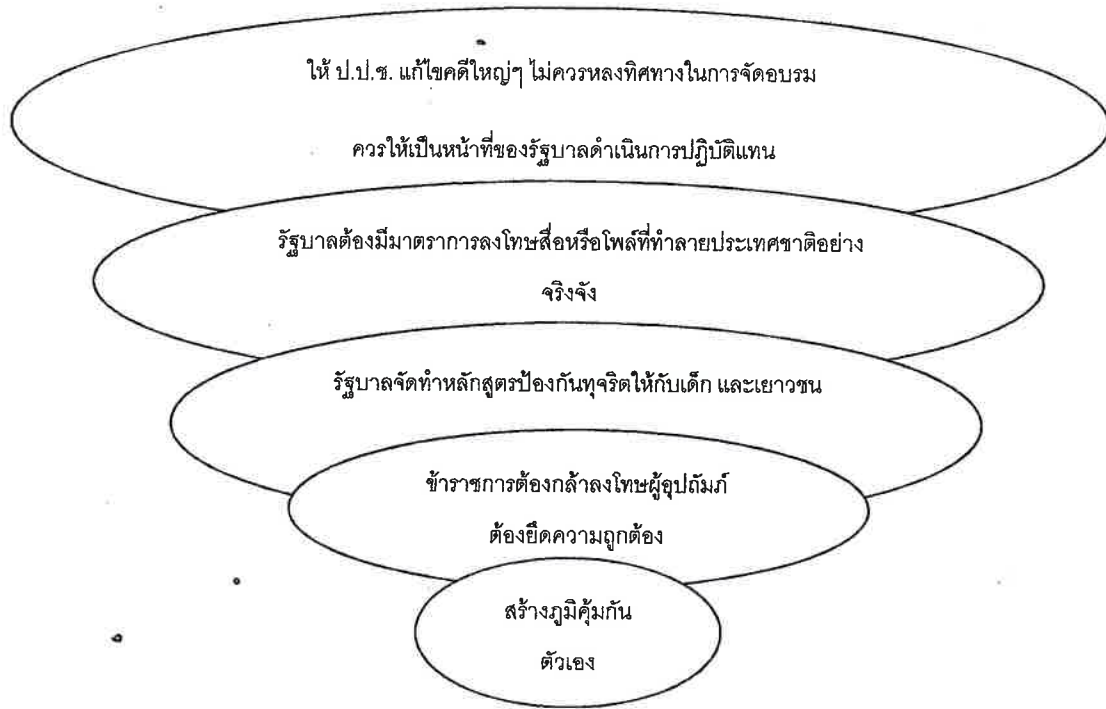 ให้ ป.ป.ช. แก้ไขคดีใหญ่ๆ ไม่ควรหลงทิศทางในการจัดอบรม
ควรให้เป็นหน้าที่ของรัฐบาลดำเนินการปฏิบัติแทน
รัฐบาลต้องมีมาตราการลงโทษสื่อหรือโพล์ที่ทำลายประเทศชาติอย่าง
จริงจัง
รัฐบาลจัดทำหลักสูตรป้องกันทุจริตให้กับเด็ก และเยาวชน
ข้าราชการต้องกล้าลงโทษผู้อุปถัมภ์
ต้องยึดความถูกต้อง
สร้างภูมิคุ้มกัน
ตัวเอง